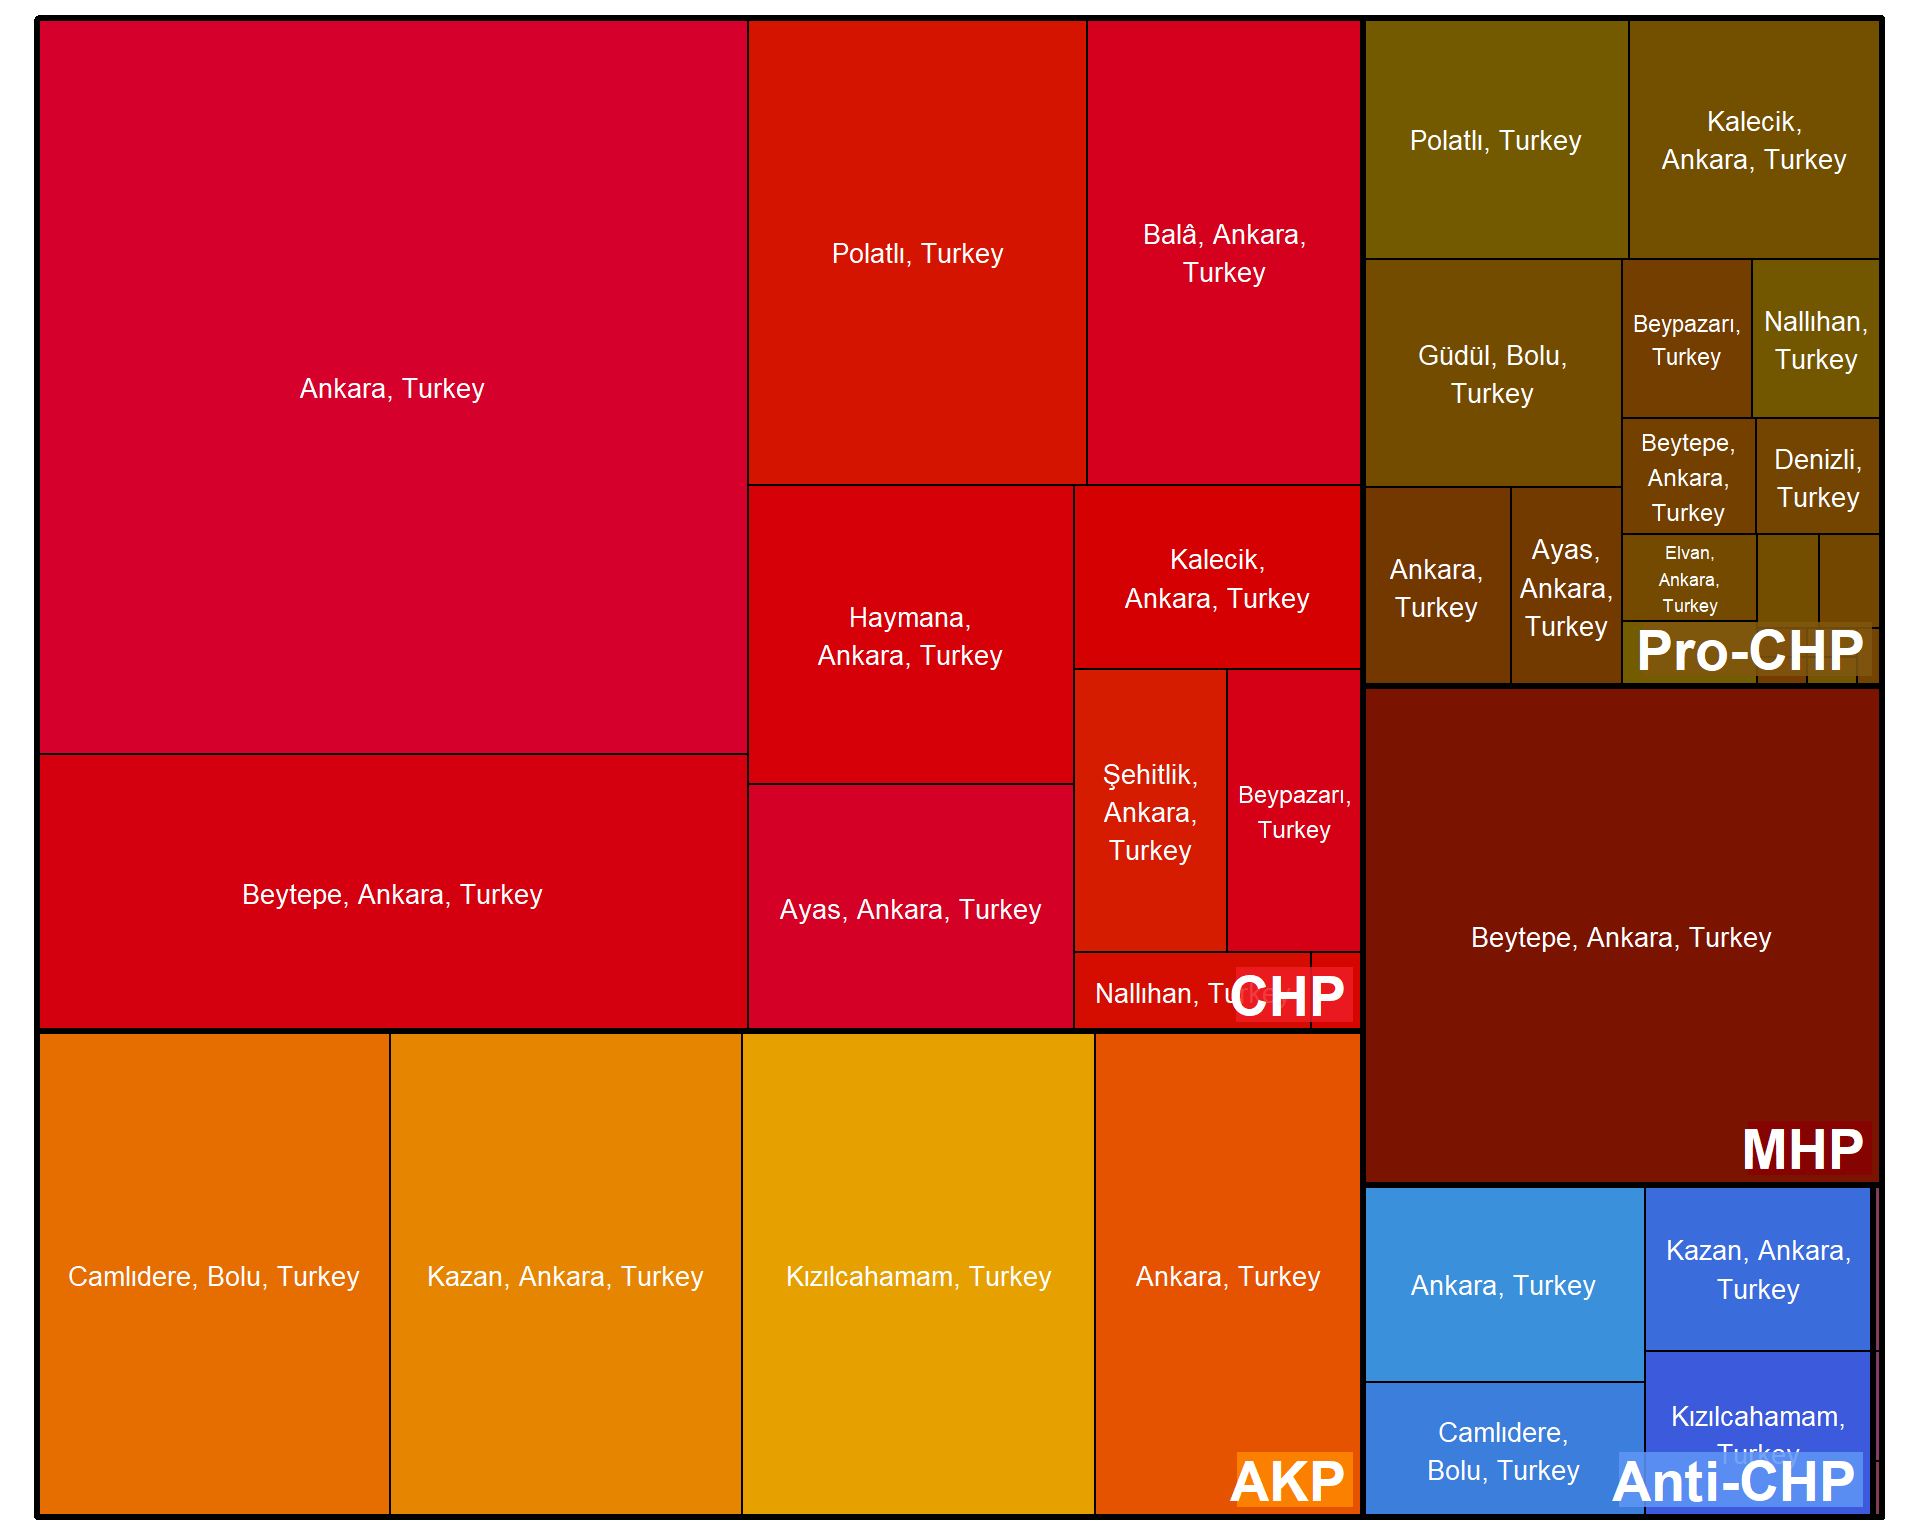 Ankara, Turkey
Beytepe, Ankara, Turkey
Polatlı, Turkey
Balâ, Ankara,
Turkey
Haymana,
Ankara, Turkey
Ayas, Ankara, Turkey
Kalecik,
Ankara, Turkey
Şehitlik,
Ankara,
Turkey
Beypazarı,
Turkey
Nallıhan, Turkey
CHP
Camlıdere, Bolu, Turkey
Kazan, Ankara, Turkey
Kızılcahamam, Turkey
Ankara, Turkey
AKP
Polatlı, Turkey
Kalecik,
Ankara, Turkey
Güdül, Bolu,
Turkey
Beypazarı,
Turkey
Nallıhan,
Turkey
Beytepe,
Ankara,
Turkey
Denizli,
Turkey
Ankara,
Turkey
Ayas,
Ankara,
Turkey
Elvan,
Ankara,
Turkey
Pro-CHP
Beytepe, Ankara, Turkey
MHP
Ankara, Turkey
Kazan, Ankara,
Turkey
Camlıdere,
Bolu, Turkey
Kızılcahamam,
Turkey
Anti-CHP